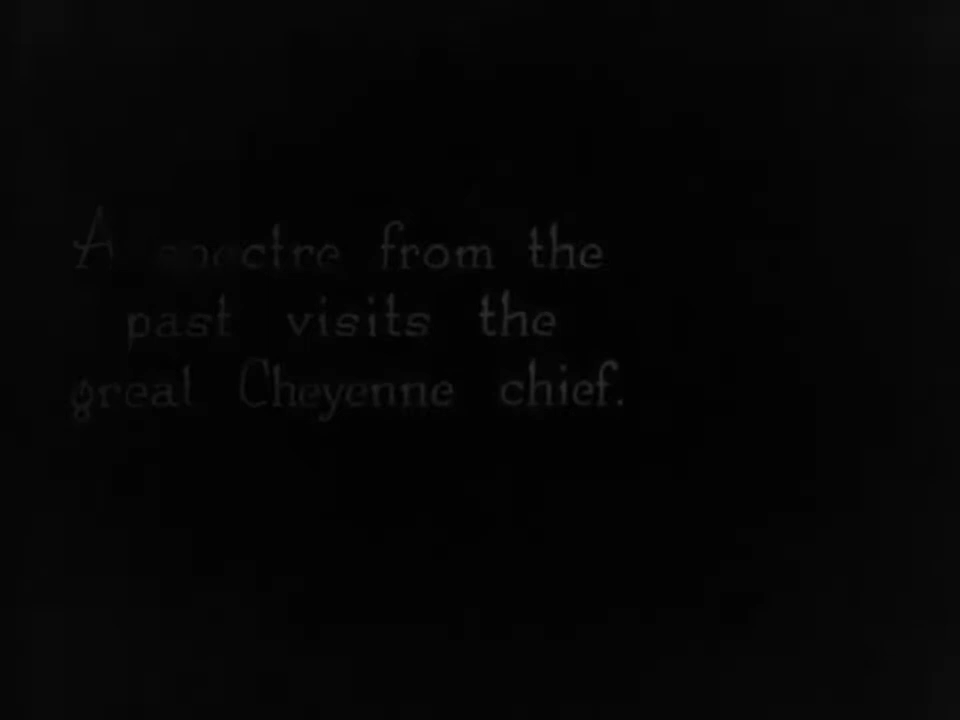 A spectre from the
past visits the
great Cheyenne chief.